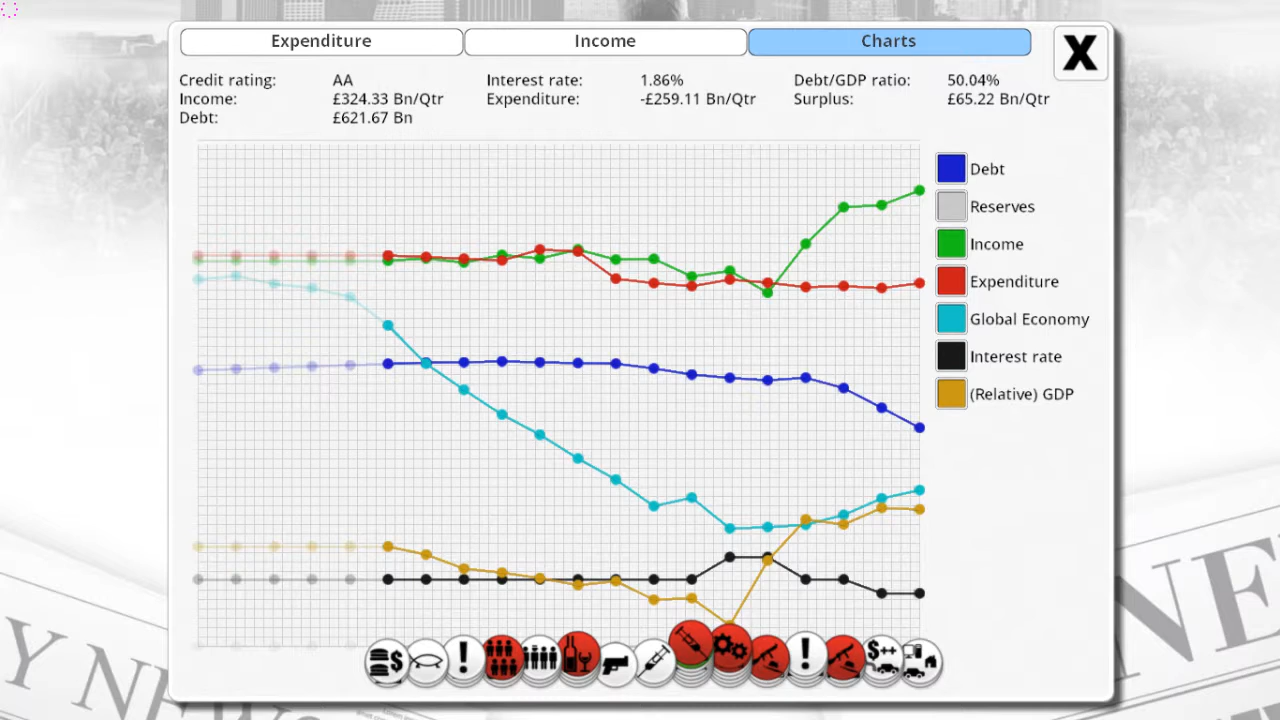 Expenditure Income Charts X
Credit rating: AA Interest rate: 1.86% Debt/GDP ratio: 50.04%
Income: £324.33 Bn/Qtr Expenditure: -£259.11 Bn/Qtr Surplus: £65.22 Bn/Qtr
Debt: £621.67 Bn
Debt
Reserves
Income
Expenditure
Global Economy
Interest rate
(Relative) GDP
$ ! ! $++
Y NEWS
NE